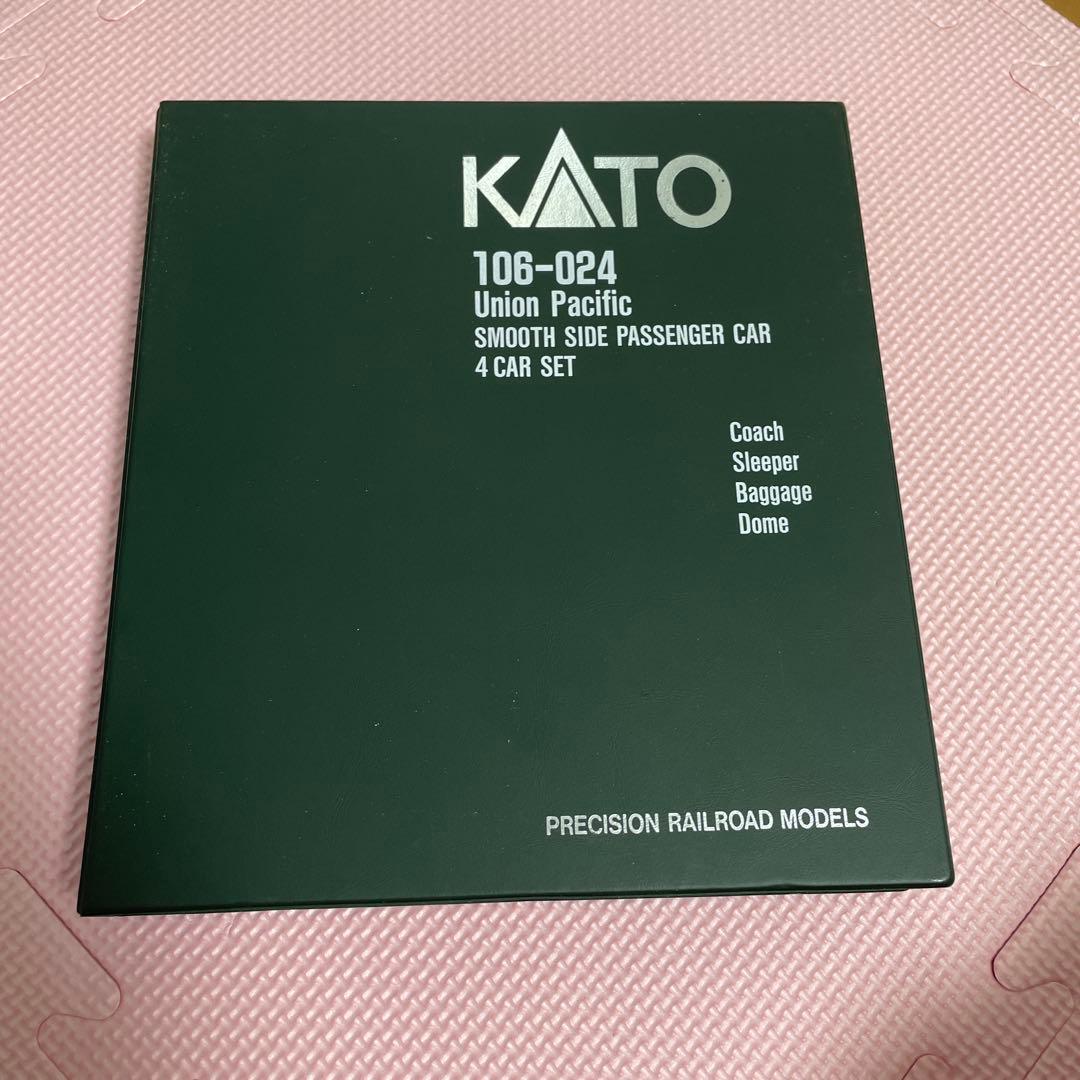 KATO
106-024
Union Pacific
SMOOTH SIDE PASSENGER CAR
4 CAR SET
Coach
Sleeper
Baggage
Dome
PRECISION RAILROAD MODELS